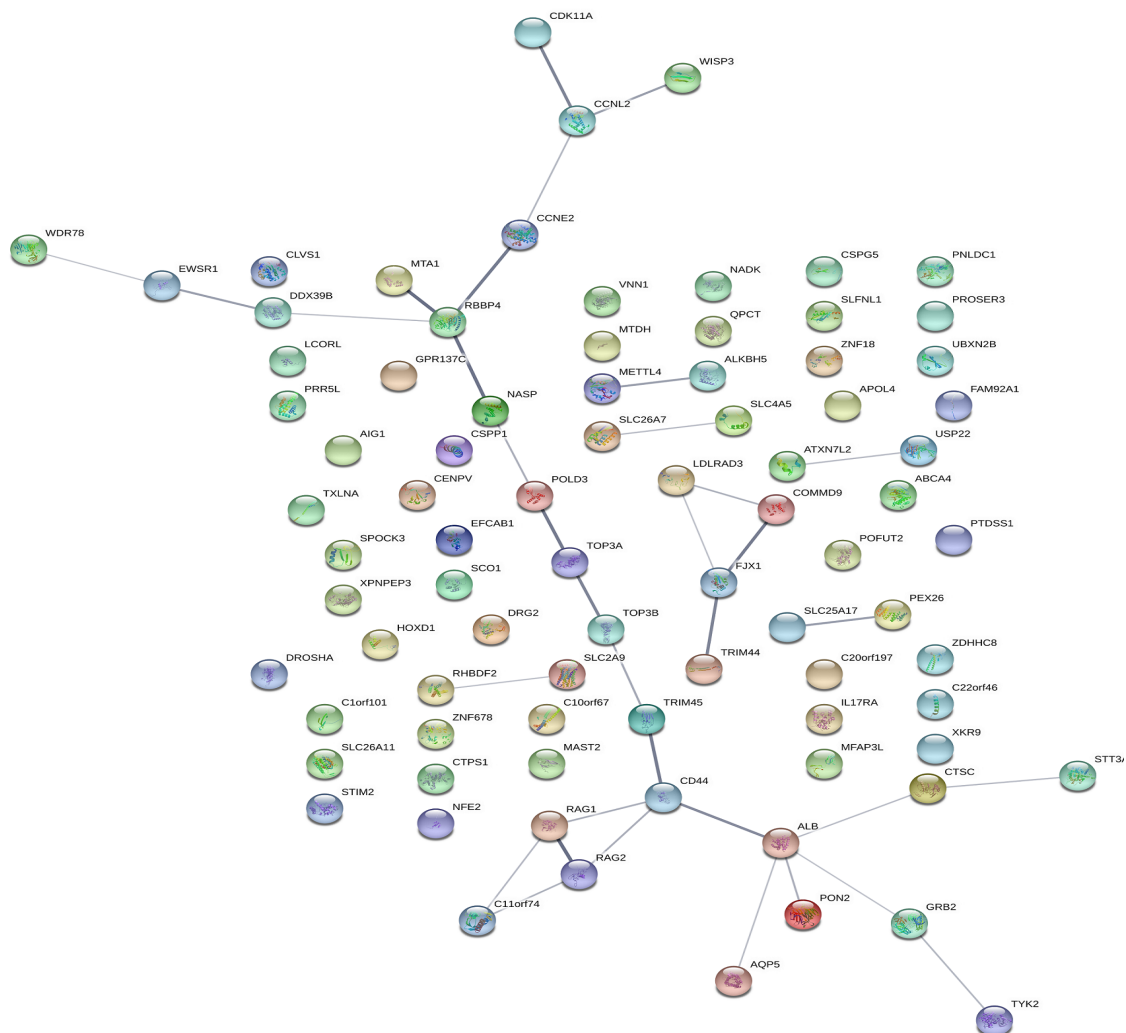 CDK11A
WISP3
CCNL2
CCNE2
WDR78
EWSR1
CLVS1
MTA1
DDX39B
RBBP4
VNN1
NADK
CSPG5
PNLDC1
MTDH
QPCT
SLFNL1
PROSER3
LCORL
GPR137C
METTL4
ALKBH5
ZNF18
UBXN2B
PRR5L
NASP
SLC26A7
SLC4A5
APOL4
FAM92A1
AIG1
CSPP1
ATXN7L2
USP22
TXLNA
CENPV
POLD3
LDLRAD3
COMMD9
ABCA4
SPOCK3
EFCAB1
TOP3A
FJX1
POFUT2
PTDSS1
XPNPEP3
SCO1
HOXD1
DRG2
TOP3B
SLC25A17
PEX26
DROSHA
RHBDF2
SLC2A9
TRIM44
C20orf197
ZDHHC8
C1orf101
ZNF678
C10orf67
TRIM45
IL17RA
C22orf46
SLC26A11
CTPS1
MAST2
MFAP3L
XKR9
STIM2
NFE2
CD44
CTSC
STT3A
RAG1
RAG2
ALB
C11orf74
PON2
GRB2
AQP5
TYK2